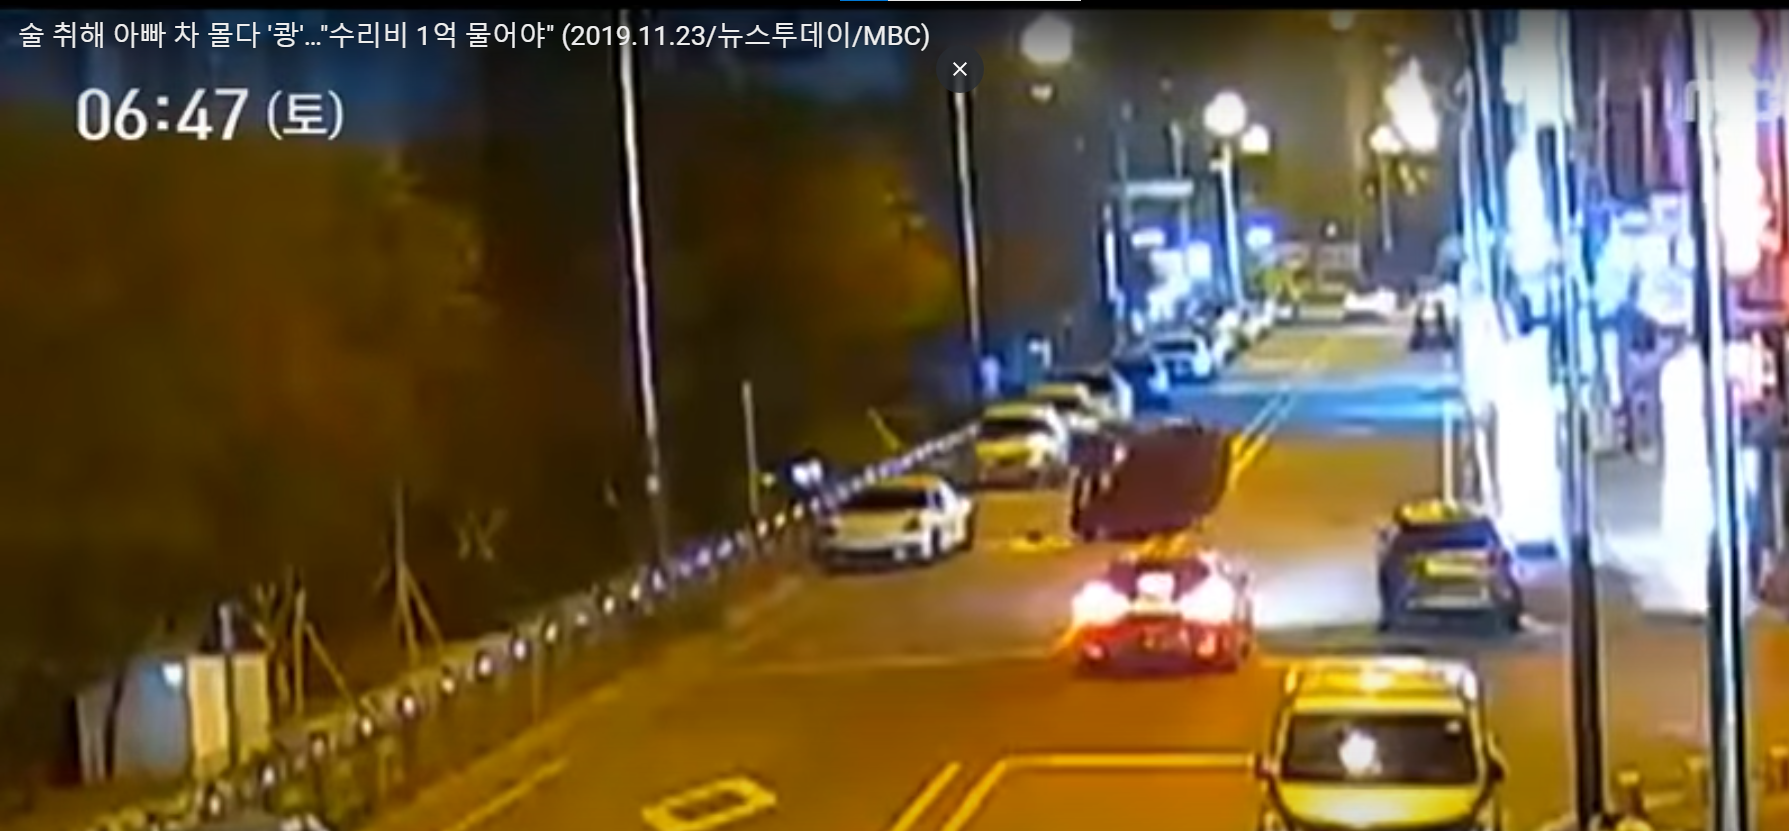 술 취해 아빠 차 몰다 '쾅'..."수리비 1억 물어야" (2019.11.23/뉴스투데이/MBC)
06:47 (토)